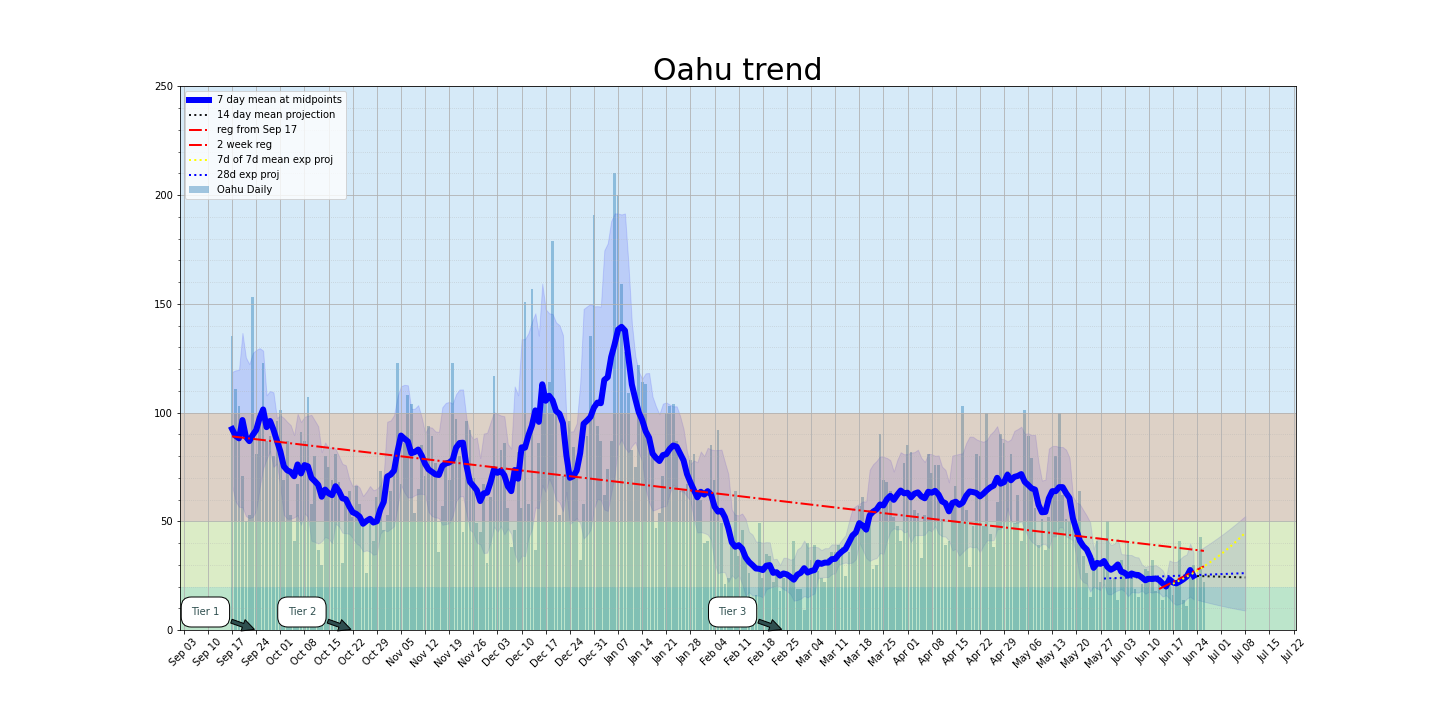 Oahu trend
250
200
150
100
50
0
7 day mean at midpoints
14 day mean projection
reg from Sep 17
2 week reg
7d of 7d mean exp proj
28d exp proj
Oahu Daily
Tier 1
Tier 2
Tier 3
Sep 03
Sep 10
Sep 17
Sep 24
Oct 01
Oct 08
Oct 15
Oct 22
Oct 29
Nov 05
Nov 12
Nov 19
Nov 26
Dec 03
Dec 10
Dec 17
Dec 24
Dec 31
Jan 07
Jan 14
Jan 21
Jan 28
Feb 04
Feb 11
Feb 18
Feb 25
Mar 04
Mar 11
Mar 18
Mar 25
Apr 01
Apr 08
Apr 15
Apr 22
Apr 29
May 06
May 13
May 20
May 27
Jun 03
Jun 10
Jun 17
Jun 24
Jul 01
Jul 08
Jul 15
Jul 22